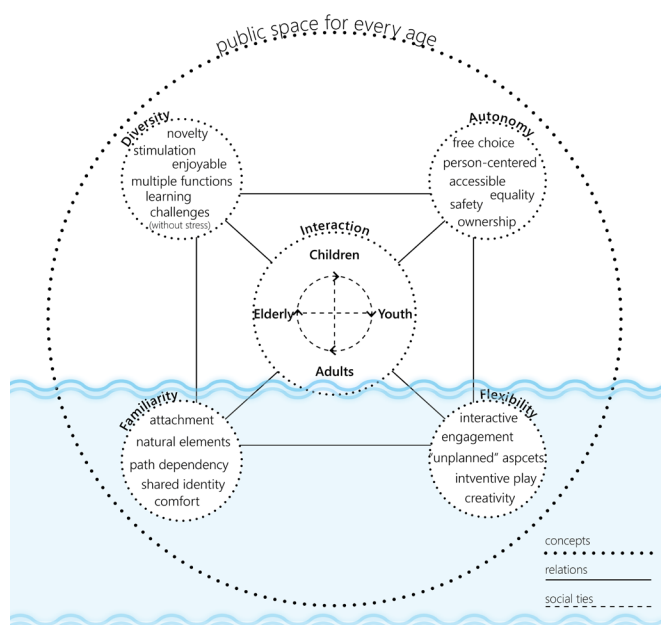 public space for every age
Diversity
novelty
stimulation
enjoyable
multiple functions
learning
challenges
(without stress)
Autonomy
free choice
person-centered
accessible
equality
safety
ownership
Interaction
Children
Elderly
Youth
Adults
Familiarity
attachment
natural elements
path dependency
shared identity
comfort
Flexibility
interactive
engagement
"unplanned" aspcets
intventive play
creativity
concepts
relations
social ties